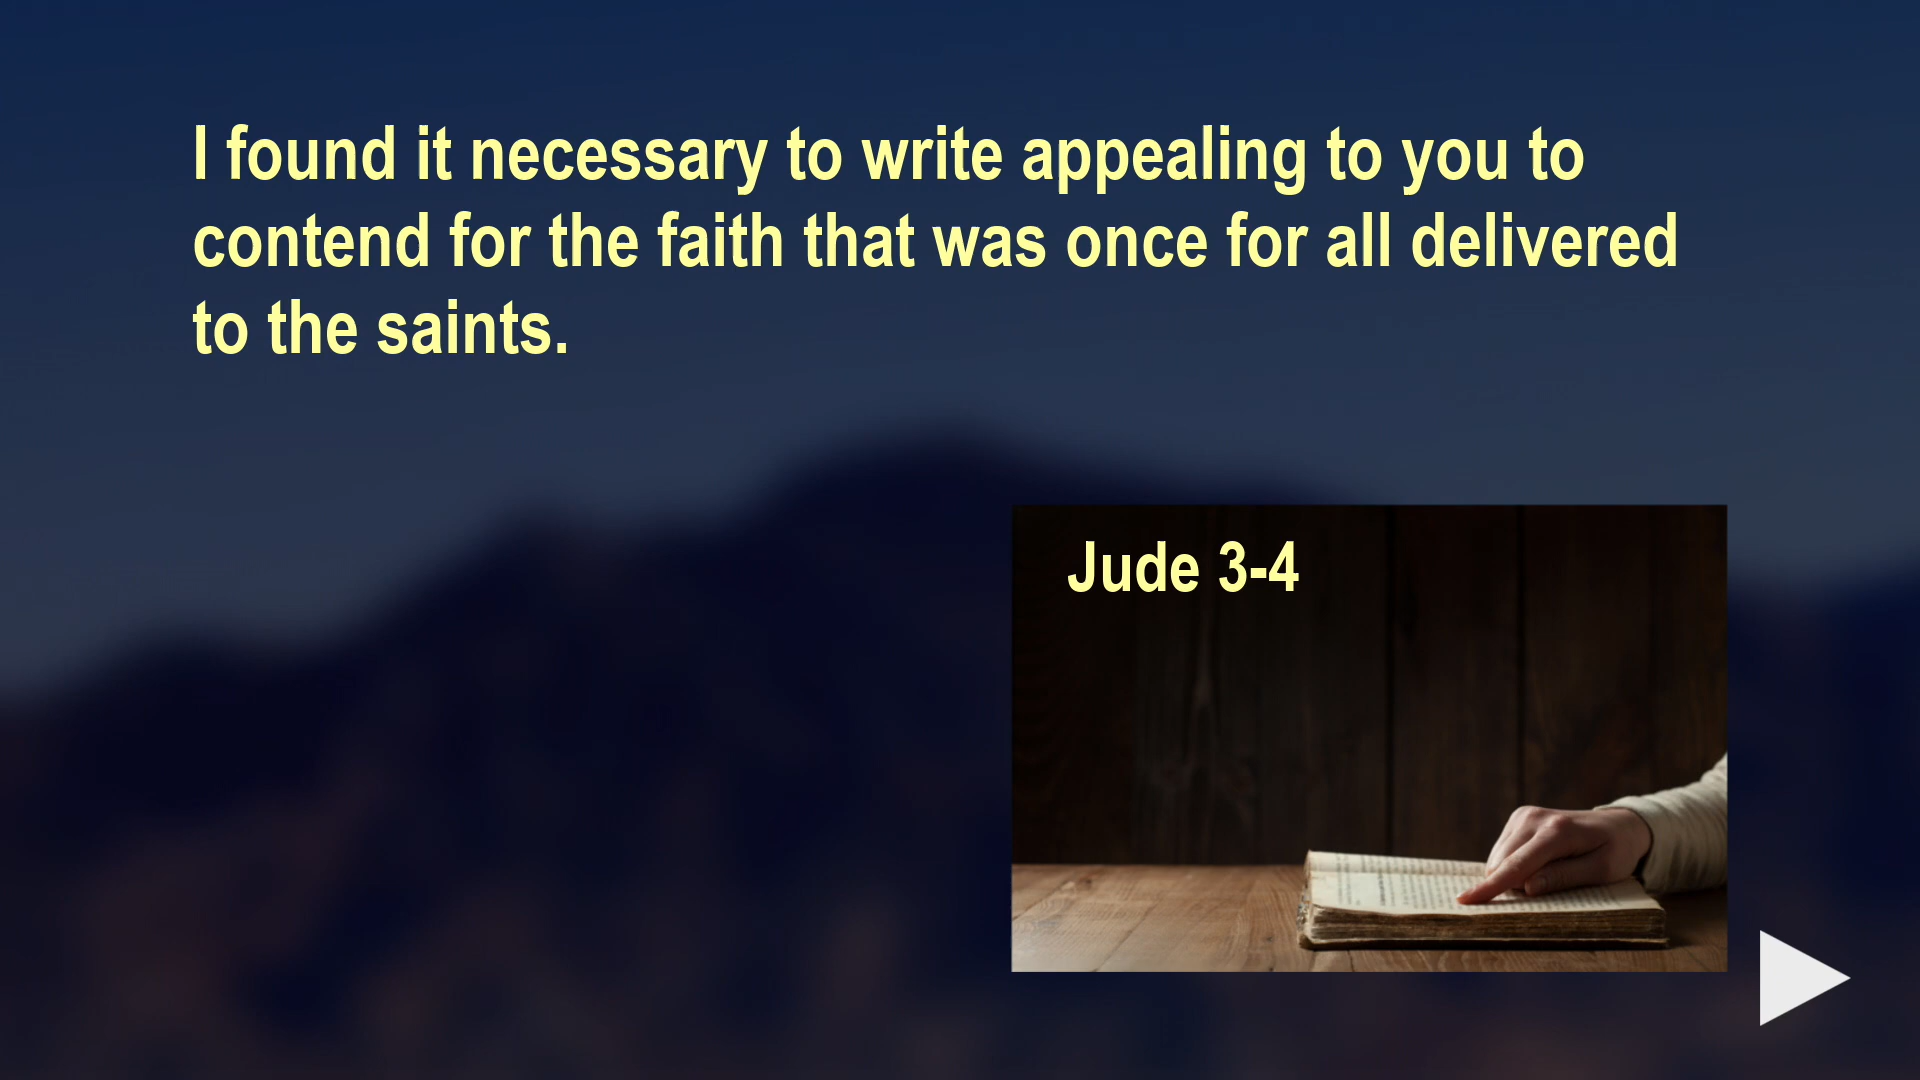 I found it necessary to write appealing to you to
contend for the faith that was once for all delivered
to the saints.
Jude 3-4